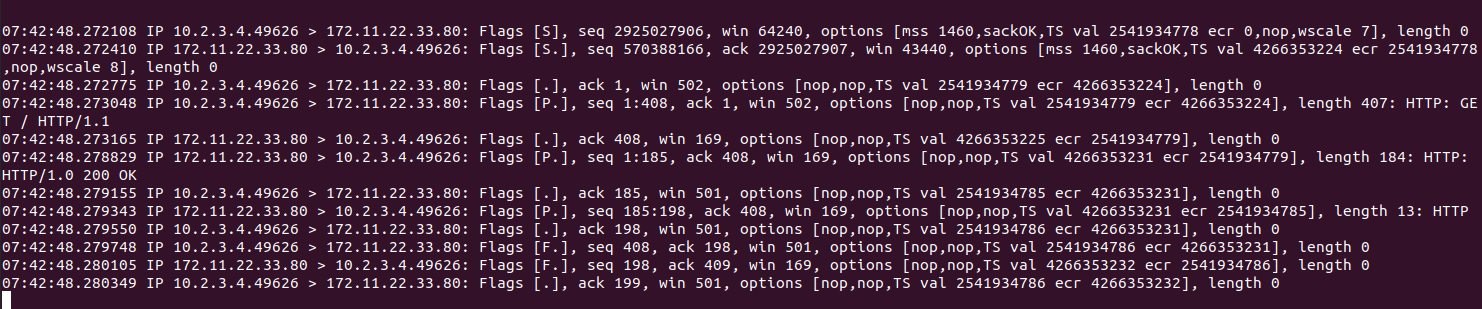 07:42:48.272108 IP 10.2.3.4.49626 > 172.11.22.33.80: Flags [S], seq 2925027906, win 64240, options [mss 1460,sackOK,TS val 2541934778 ecr 0,nop,wscale 7], length 0
07:42:48.272410 IP 172.11.22.33.80 > 10.2.3.4.49626: Flags [S.], seq 570388166, ack 2925027907, win 43440, options [mss 1460,sackOK,TS val 4266353224 ecr 2541934778
,nop,wscale 8], length 0
07:42:48.272775 IP 10.2.3.4.49626 > 172.11.22.33.80: Flags [.], ack 1, win 502, options [nop,nop,TS val 2541934779 ecr 4266353224], length 0
07:42:48.273048 IP 10.2.3.4.49626 > 172.11.22.33.80: Flags [P.], seq 1:408, ack 1, win 502, options [nop,nop,TS val 2541934779 ecr 4266353224], length 407: HTTP: GE
T / HTTP/1.1
07:42:48.273165 IP 172.11.22.33.80 > 10.2.3.4.49626: Flags [.], ack 408, win 169, options [nop,nop,TS val 4266353225 ecr 2541934779], length 0
07:42:48.278829 IP 172.11.22.33.80 > 10.2.3.4.49626: Flags [P.], seq 1:185, ack 408, win 169, options [nop,nop,TS val 4266353231 ecr 2541934779], length 184: HTTP:
HTTP/1.0 200 OK
07:42:48.279155 IP 10.2.3.4.49626 > 172.11.22.33.80: Flags [.], ack 185, win 501, options [nop,nop,TS val 2541934785 ecr 4266353231], length 0
07:42:48.279343 IP 172.11.22.33.80 > 10.2.3.4.49626: Flags [P.], seq 185:198, ack 408, win 169, options [nop,nop,TS val 4266353231 ecr 2541934785], length 13: HTTP
07:42:48.279550 IP 10.2.3.4.49626 > 172.11.22.33.80: Flags [.], ack 198, win 501, options [nop,nop,TS val 2541934786 ecr 4266353231], length 0
07:42:48.279748 IP 10.2.3.4.49626 > 172.11.22.33.80: Flags [F.], seq 408, ack 198, win 501, options [nop,nop,TS val 2541934786 ecr 4266353231], length 0
07:42:48.280105 IP 172.11.22.33.80 > 10.2.3.4.49626: Flags [F.], seq 198, ack 409, win 169, options [nop,nop,TS val 4266353232 ecr 2541934786], length 0
07:42:48.280349 IP 10.2.3.4.49626 > 172.11.22.33.80: Flags [.], ack 199, win 501, options [nop,nop,TS val 2541934786 ecr 4266353232], length 0